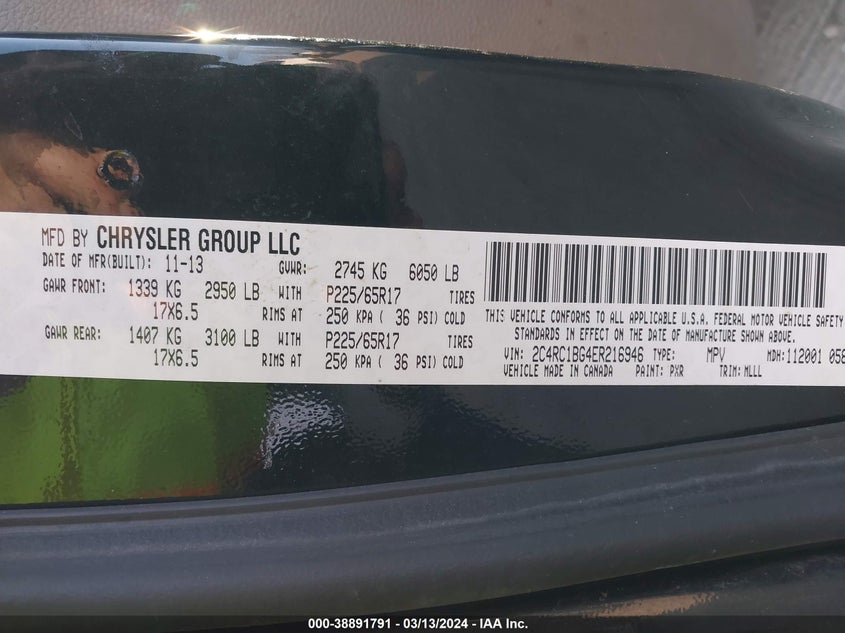 MFD BY CHRYSLER GROUP LLC
DATE OF MFR(BUILT): 11-13 GVWR: 2745 KG 6050 LB
GAWR FRONT: 1339 KG 2950 LB WITH P225/65R17 TIRES
17X6.5 RIMS AT 250 KPA ( 36 PSI) COLD
GAWR REAR: 1407 KG 3100 LB WITH P225/65R17 TIRES
17X6.5 RIMS AT 250 KPA ( 36 PSI) COLD
THIS VEHICLE CONFORMS TO ALL APPLICABLE U.S.A. FEDERAL MOTOR VEHICLE SAFETY
STANDARDS IN EFFECT ON THE DATE OF MANUFACTURE SHOWN ABOVE.
VIN: 2C4RC1BG4ER216946 TYPE: MPV MDH:112001 058
VEHICLE MADE IN CANADA PAINT: PXR TRIM: MLLL
000-38891791 / 03/13/2024 - IAA Inc.